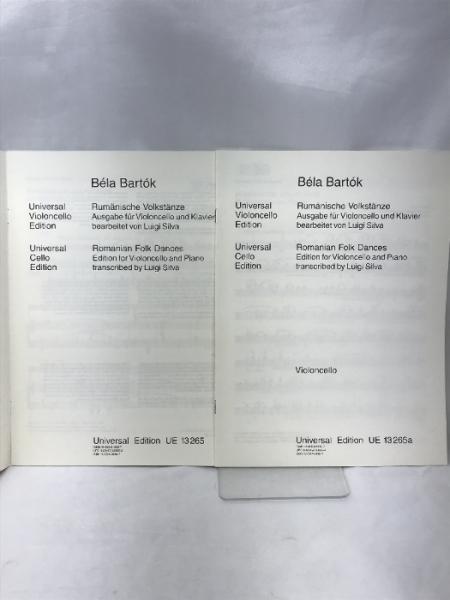 Béla Bartók
Universal Rumänische Volkstänze
Violoncello Ausgabe für Violoncello und Klavier
Edition bearbeitet von Luigi Silva
Universal Romanian Folk Dances
Cello Edition for Violoncello and Piano
Edition transcribed by Luigi Silva
Universal Edition UE 13265
Béla Bartók
Universal Rumänische Volkstänze
Violoncello Ausgabe für Violoncello und Klavier
Edition bearbeitet von Luigi Silva
Universal Romanian Folk Dances
Cello Edition for Violoncello and Piano
Edition transcribed by Luigi Silva
Violoncello
Universal Edition UE 13265a